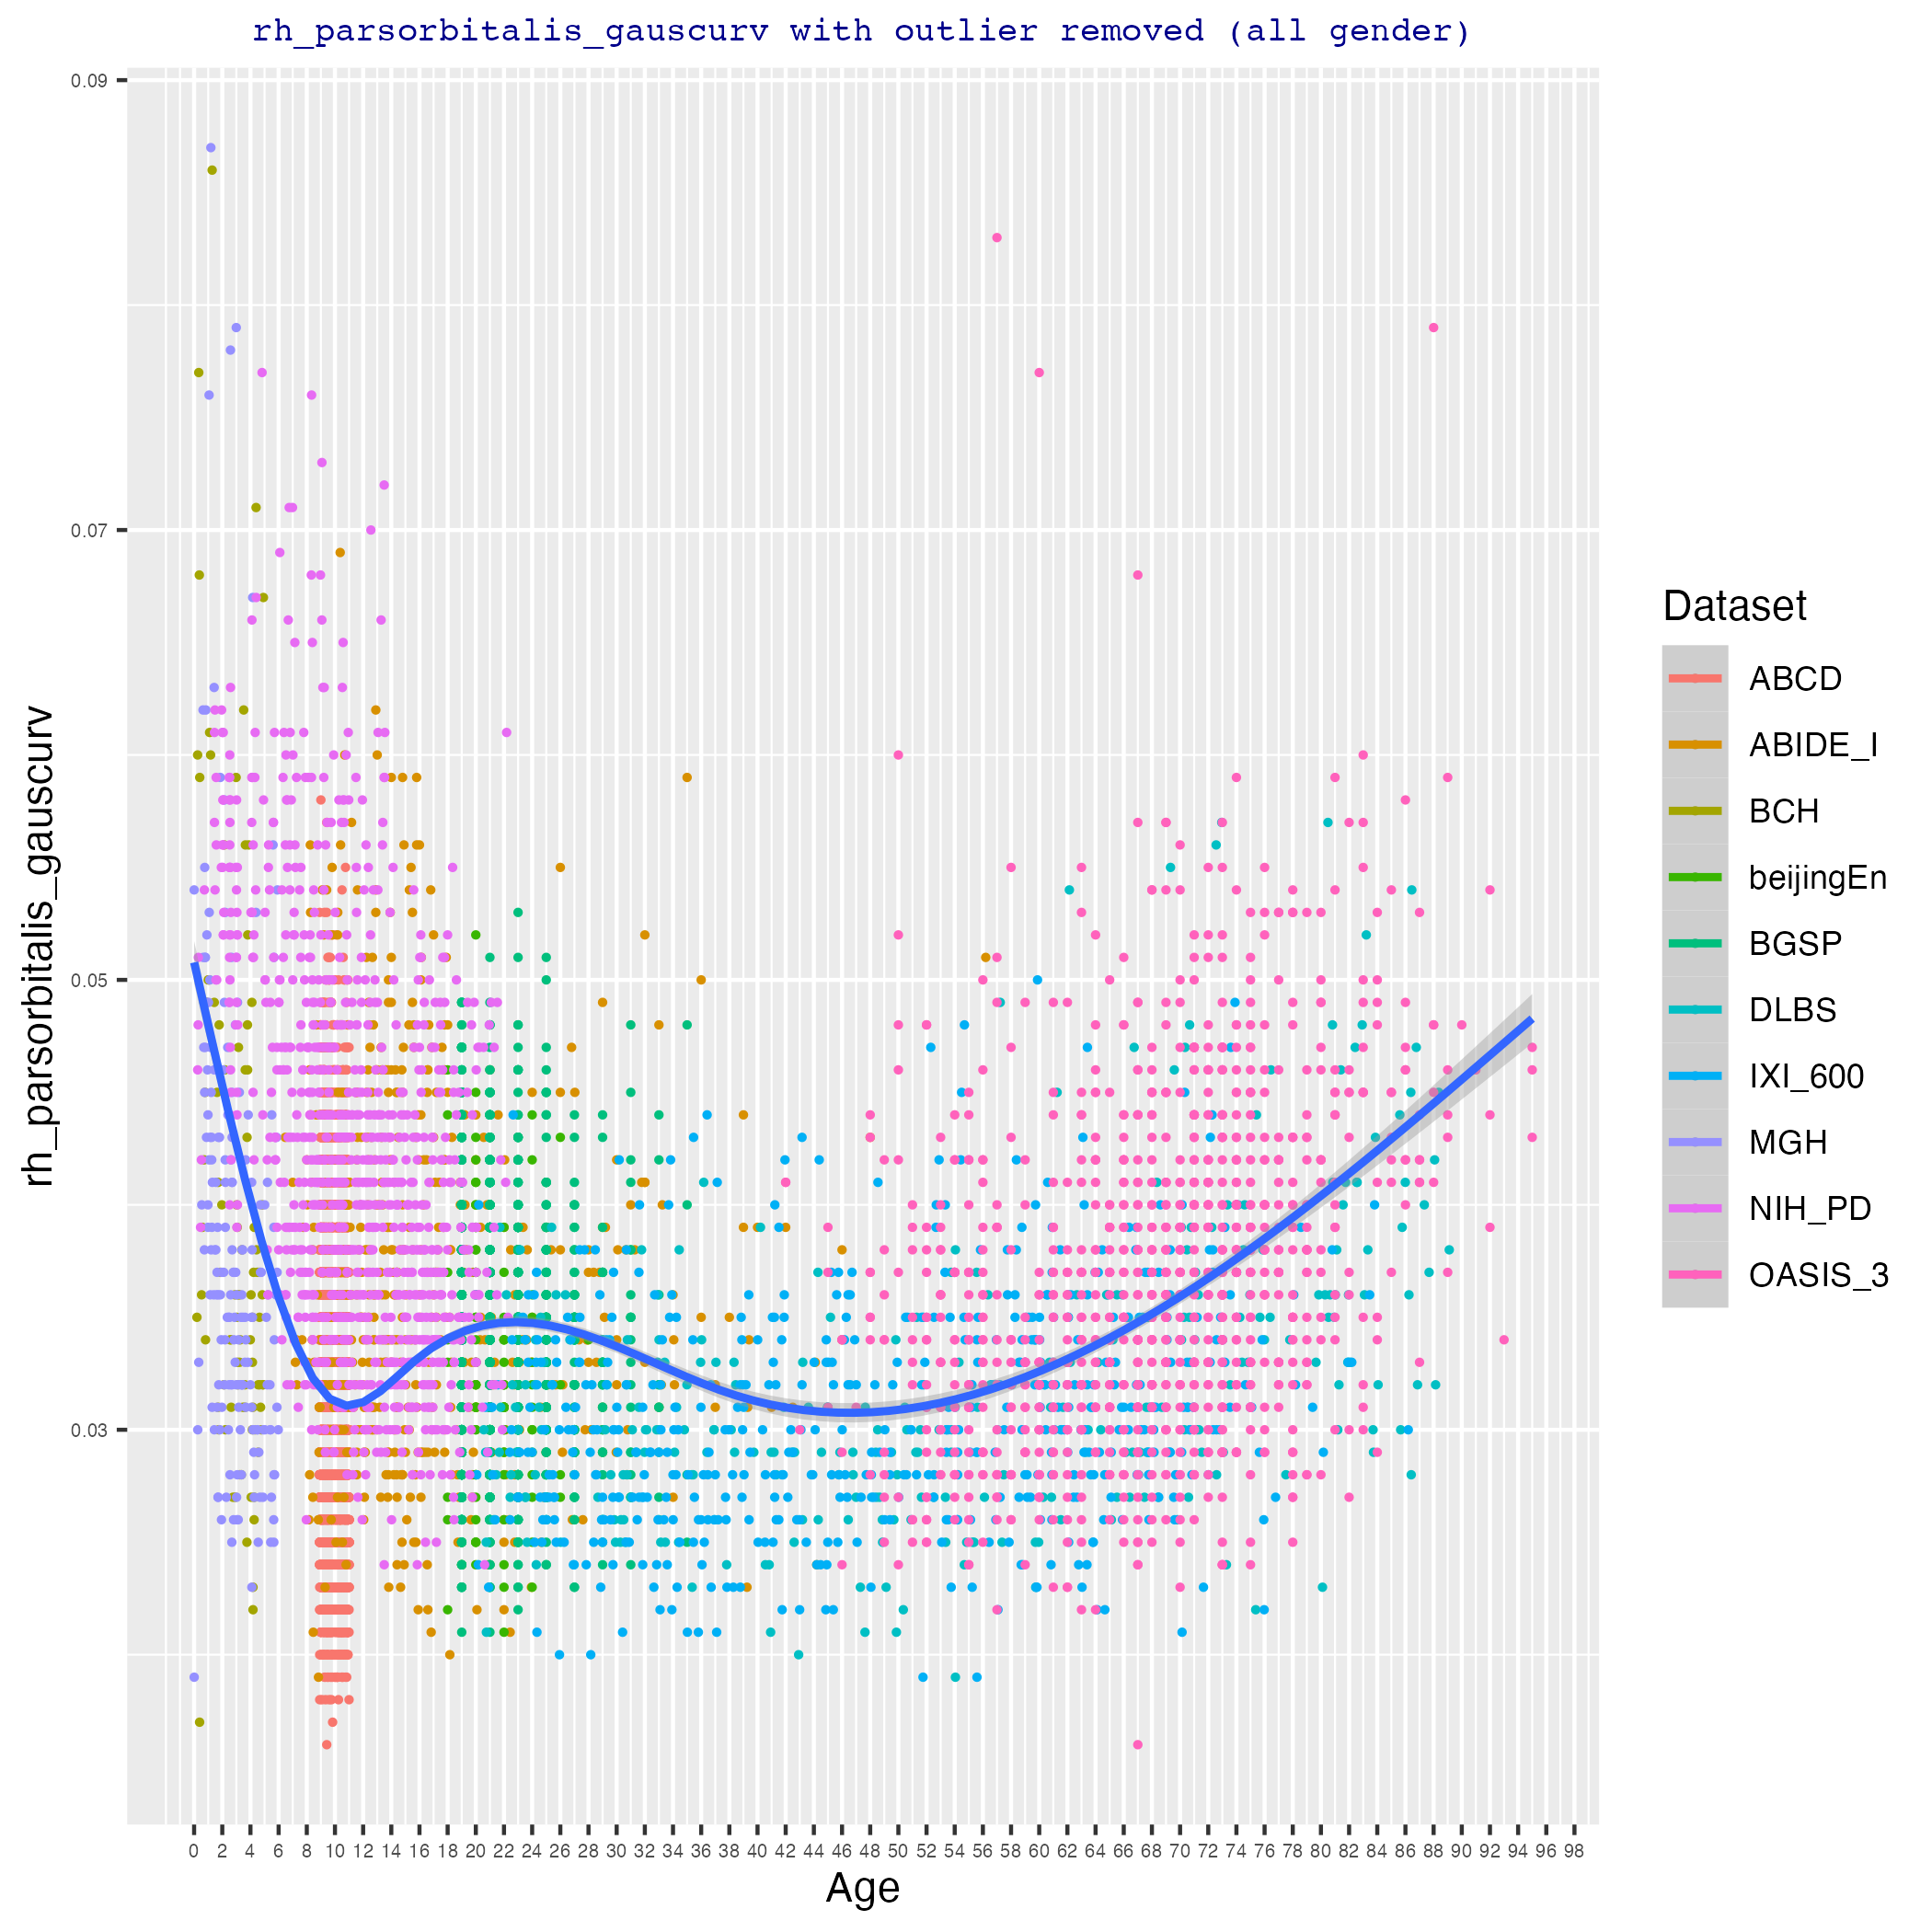 rh_parsorbitalis_gauscurv with outlier removed (all gender)
rh_parsorbitalis_gauscurv
0.09
0.07
0.05
0.03
0 2 4 6 8 10 12 14 16 18 20 22 24 26 28 30 32 34 36 38 40 42 44 46 48 50 52 54 56 58 60 62 64 66 68 70 72 74 76 78 80 82 84 86 88 90 92 94 96 98
Age
Dataset
ABCD
ABIDE_I
BCH
beijingEn
BGSP
DLBS
IXI_600
MGH
NIH_PD
OASIS_3